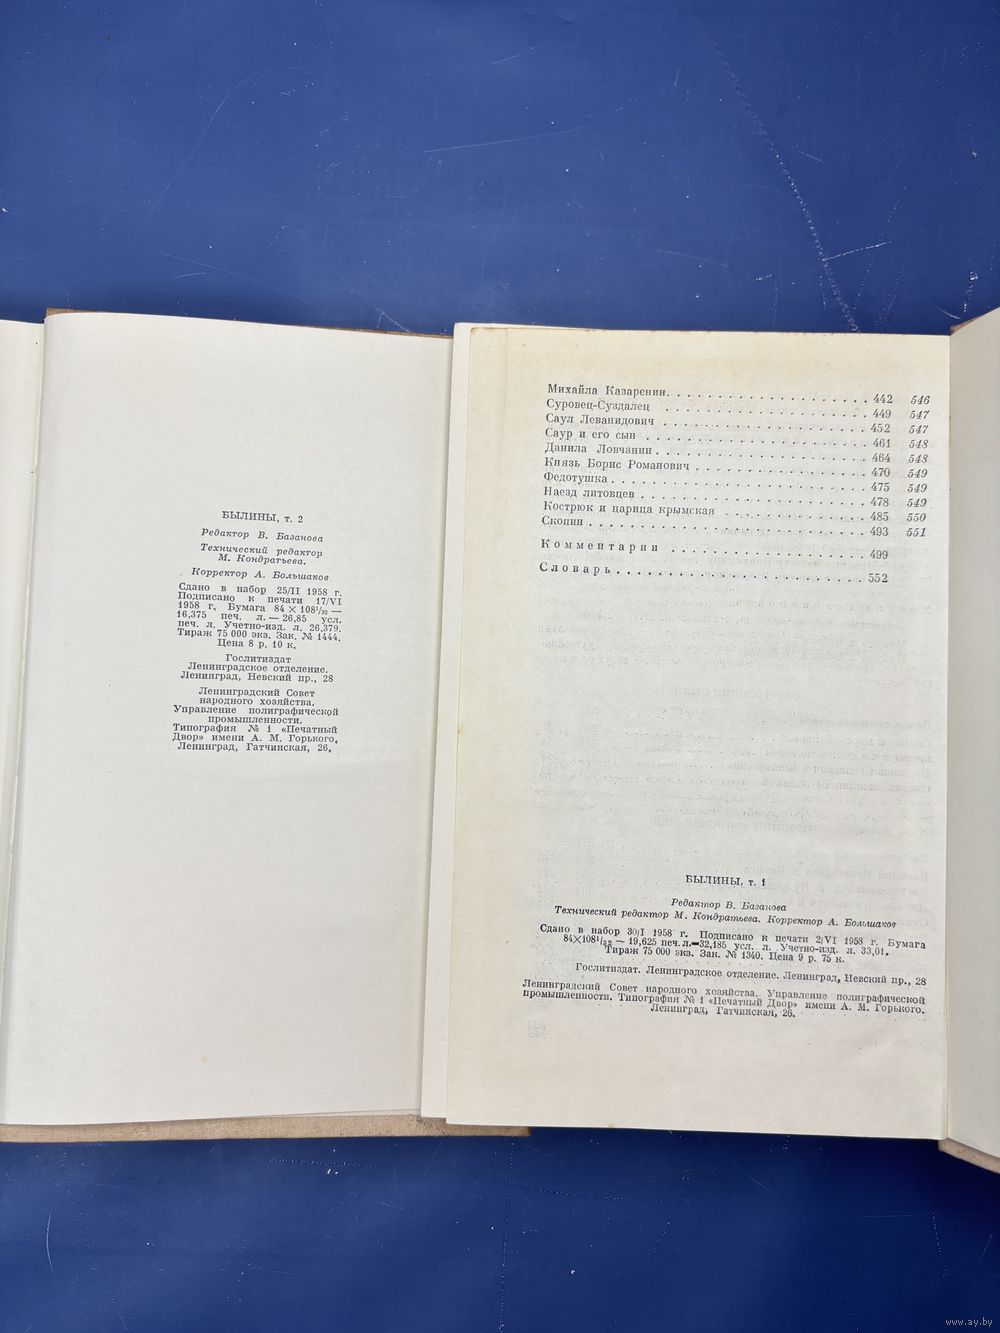 БЫЛИНЫ, т. 2
Редактор В. Базанова
Технический редактор
М. Кондратьева.
Корректор А. Большаков
Сдано в набор 25/II 1958 г.
Подписано к печати 17/VI
1958 г. Бумага 84 × 108¹/₃₂ —
16,375 печ. л. — 26,85 усл.
печ. л. Учетно-изд. л. 26,379.
Тираж 75 000 экз. Зак. № 1444.
Цена 8 р. 10 к.
Гослитиздат
Ленинградское отделение.
Ленинград, Невский пр., 28
Ленинградский Совет
народного хозяйства.
Управление полиграфической
промышленности.
Типография № 1 «Печатный
Двор» имени А. М. Горького.
Ленинград, Гатчинская, 26.
Михайла Казаренин. . . . . . . . . . . . . . . . . . 442 546
Суровец-Суздалец . . . . . . . . . . . . . . . . . . 449 547
Саул Леванидович . . . . . . . . . . . . . . . . . . 452 547
Саур и его сын . . . . . . . . . . . . . . . . . . . 461 548
Данила Ловчанин . . . . . . . . . . . . . . . . . . 464 548
Князь Борис Романович . . . . . . . . . . . . . . . 470 549
Федотушка . . . . . . . . . . . . . . . . . . . . . . 475 549
Наезд литовцев . . . . . . . . . . . . . . . . . . . 478 549
Кострюк и царица крымская . . . . . . . . . . . . 485 550
Скопин . . . . . . . . . . . . . . . . . . . . . . . . 493 551
Комментарии . . . . . . . . . . . . . . . . . 499
Словарь . . . . . . . . . . . . . . . . . . . . . 552
БЫЛИНЫ, т. 1
Редактор В. Базанова
Технический редактор М. Кондратьева. Корректор А. Большаков
Сдано в набор 30/I 1958 г. Подписано к печати 2/VI 1958 г. Бумага
84×108¹/₃₂ — 19,625 печ. л.—32,185 усл. л. Учетно-изд. л. 33,01.
Тираж 75 000 экз. Зак. № 1340. Цена 9 р. 75 к.
Гослитиздат. Ленинградское отделение. Ленинград, Невский пр., 28
Ленинградский Совет народного хозяйства. Управление полиграфической
промышленности. Типография № 1 «Печатный Двор» имени А. М. Горького.
Ленинград, Гатчинская, 26.
www.ay.by